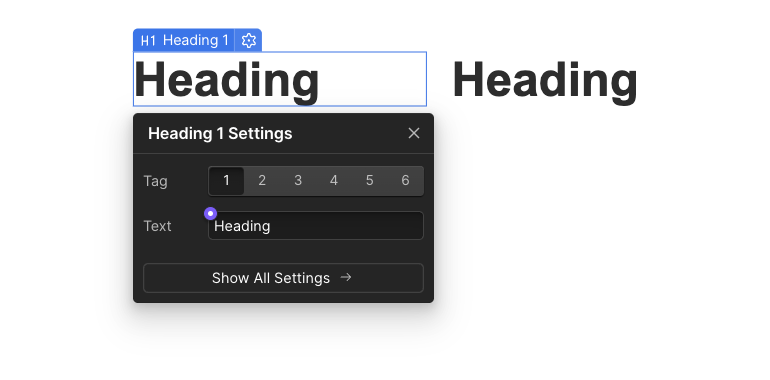 H1 Heading 1
Heading Heading
Heading 1 Settings
Tag 1 2 3 4 5 6
Text Heading
Show All Settings →